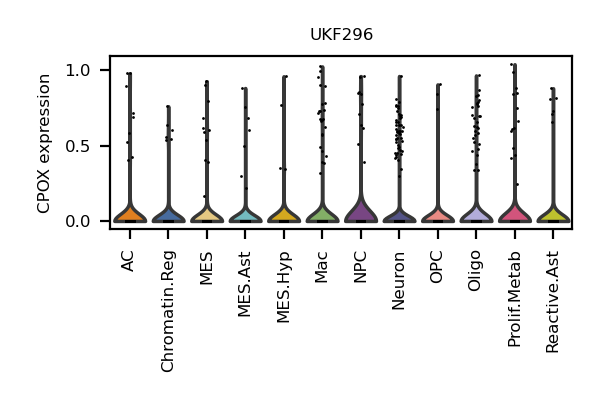 UKF296
CPOX expression
1.0
0.5
0.0
AC
Chromatin.Reg
MES
MES.Ast
MES.Hyp
Mac
NPC
Neuron
OPC
Oligo
Prolif.Metab
Reactive.Ast